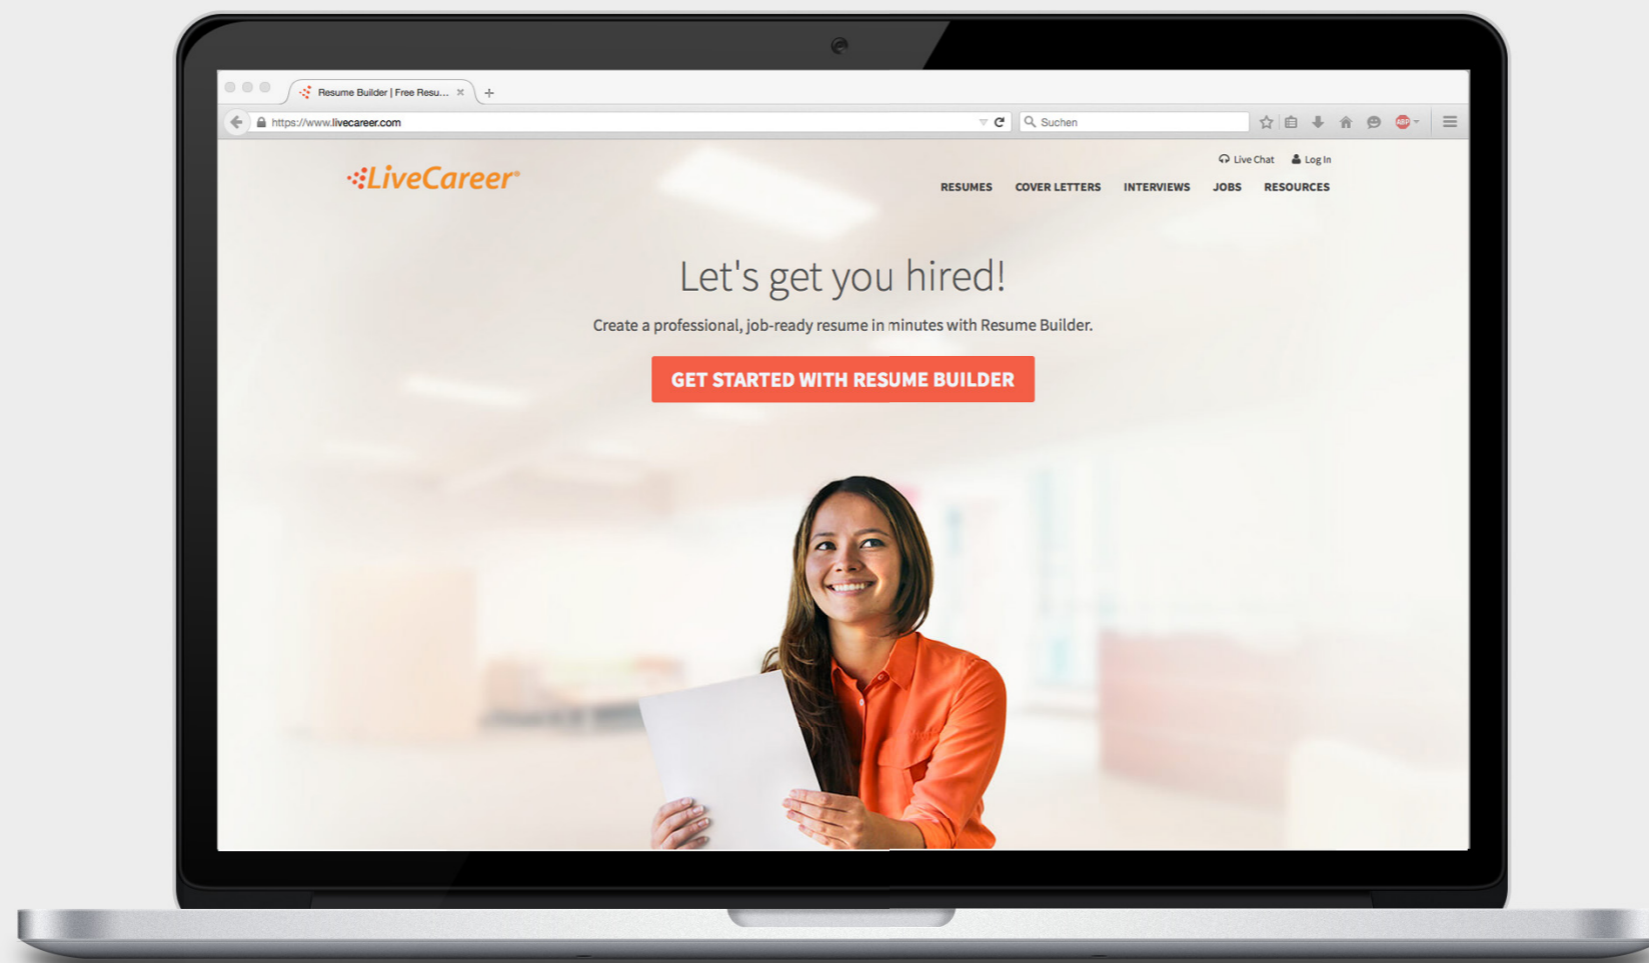 Resume Builder | Free Resu...
https://www.livecareer.com
Suchen
ABP
LiveCareer®
Live Chat
Log In
RESUMES
COVER LETTERS
INTERVIEWS
JOBS
RESOURCES
Let's get you hired!
Create a professional, job-ready resume in minutes with Resume Builder.
GET STARTED WITH RESUME BUILDER